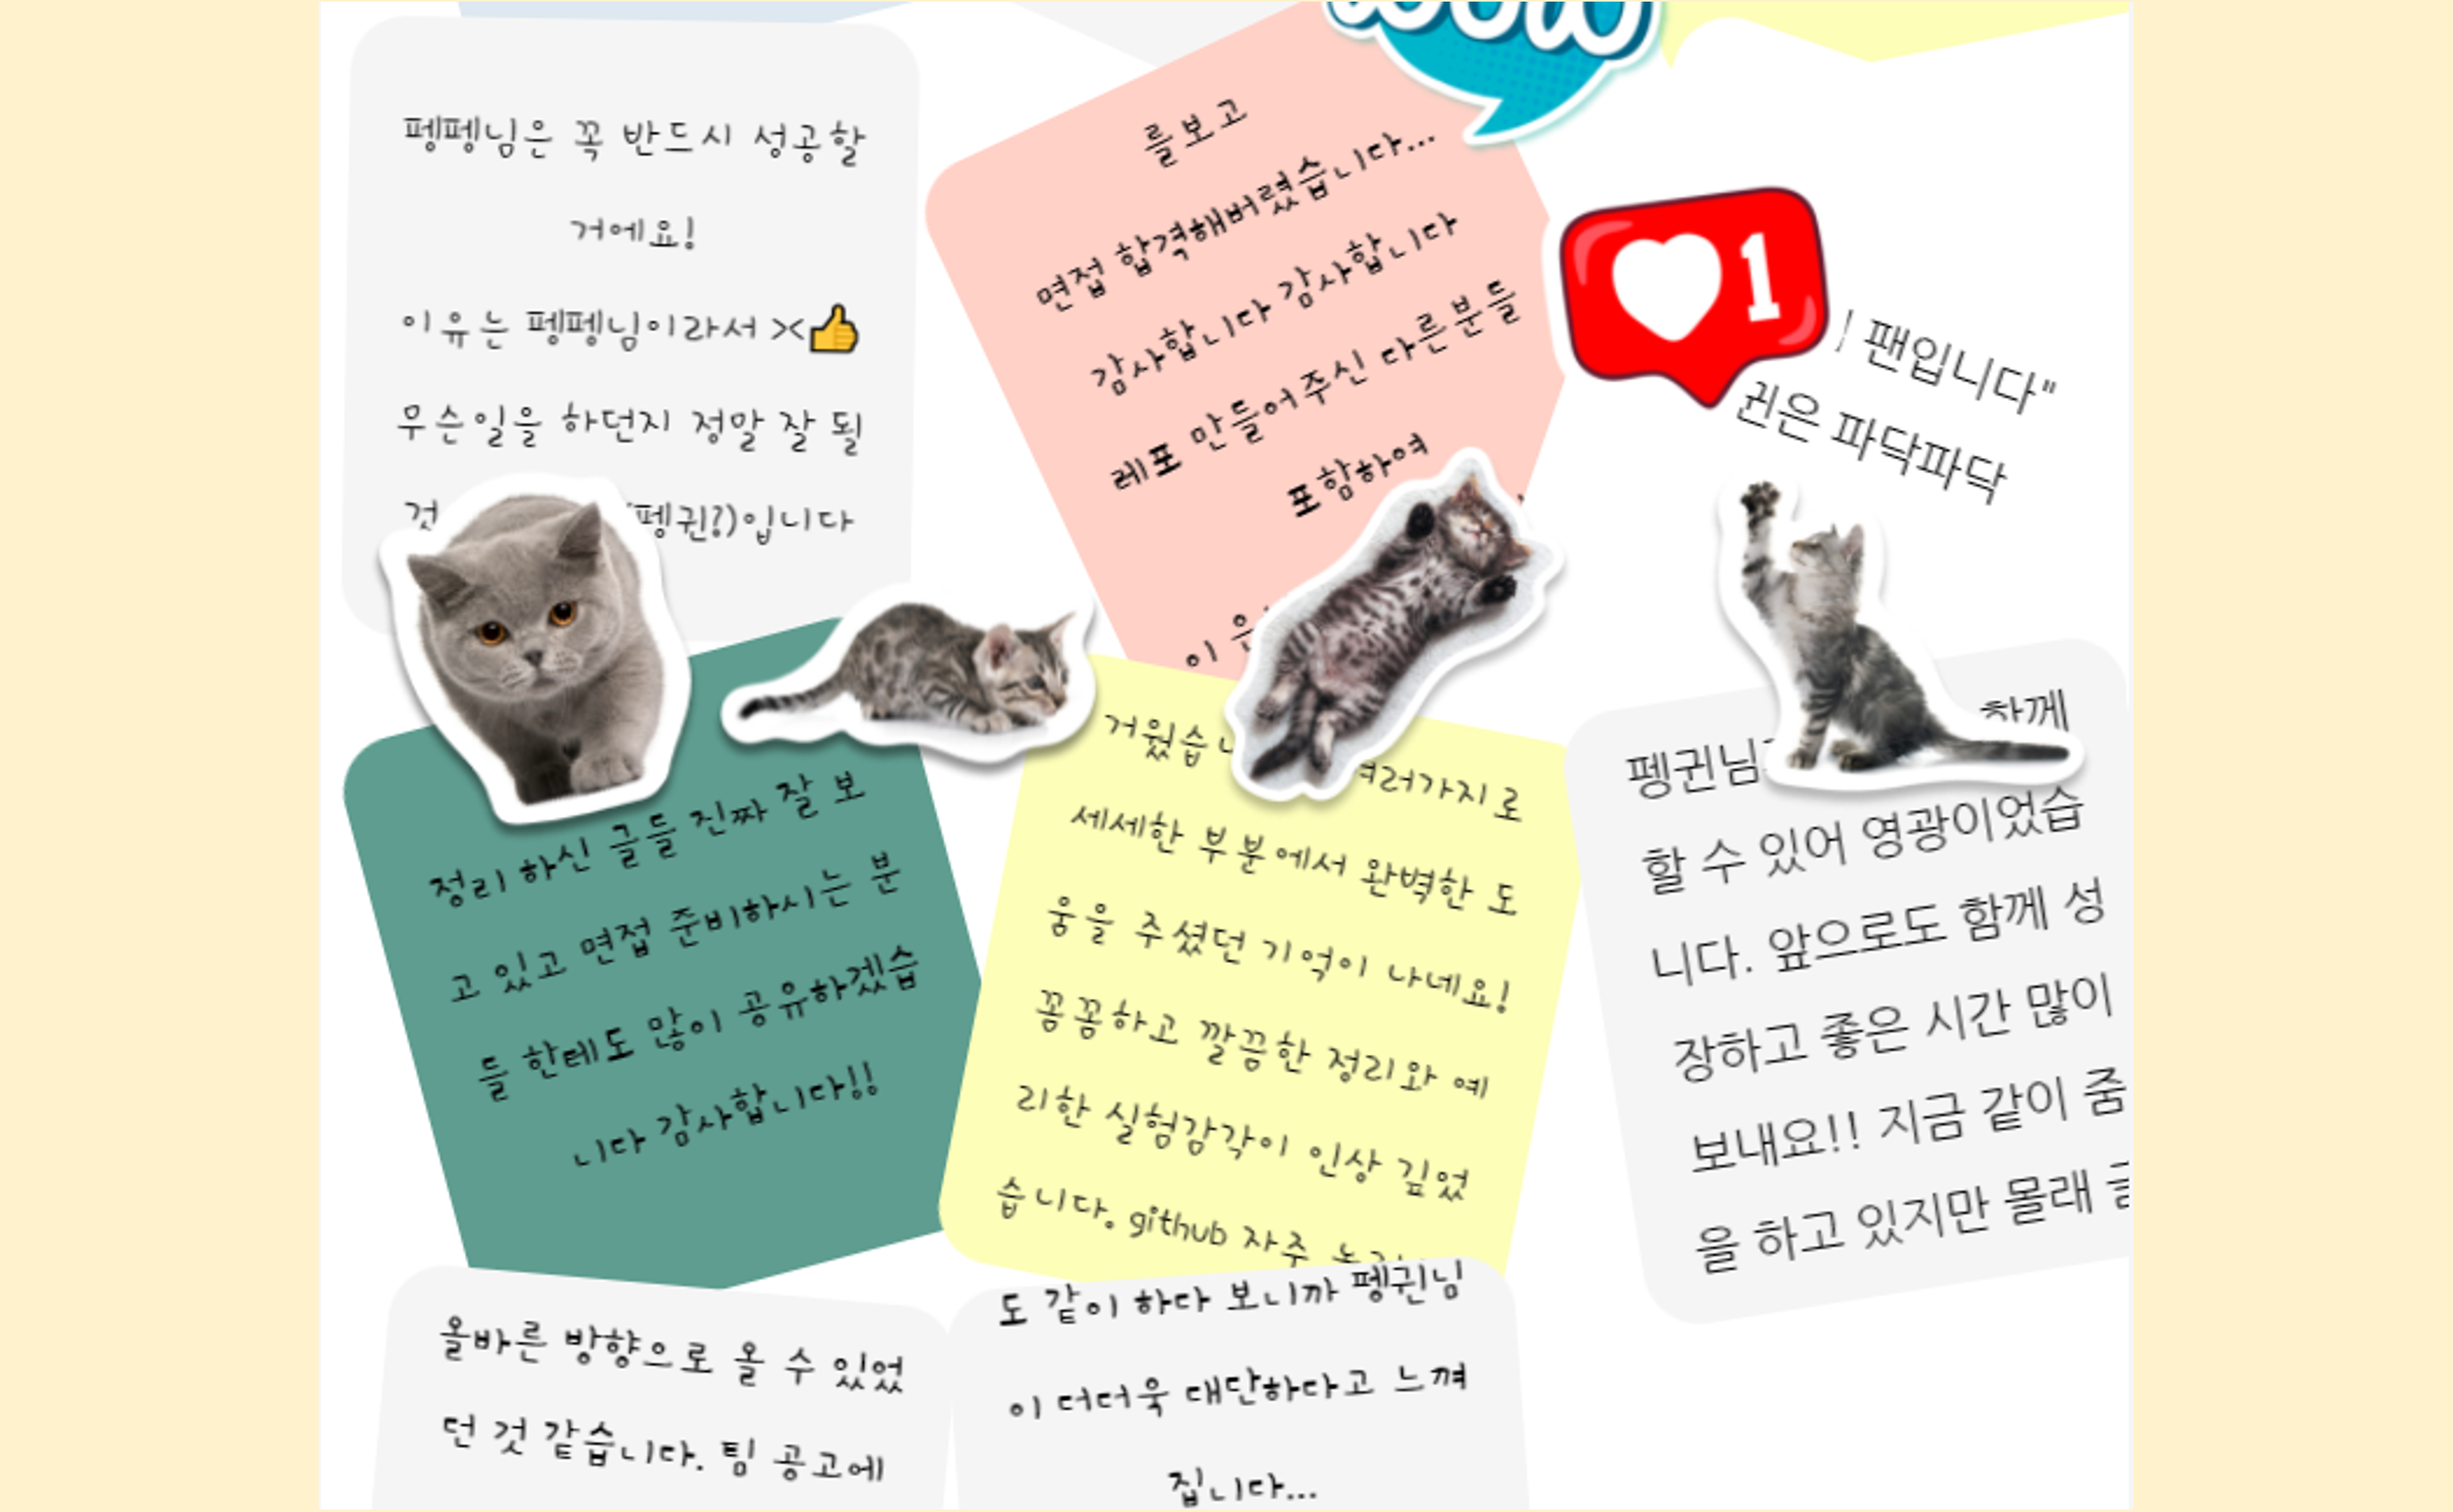 wow
펭펭님은 꼭 반드시 성공할
거에요!
이유는 펭펭님이라서 ><👍
무슨일을 하던지 정말 잘 될
것
(펭귄?)입니다
를보고
면접 합격해버렸습니다...
감사합니다 감사합니다
레포 만들어주신 다른분들
포함하여
이 은
1
팬입니다"
귄은 파닥파닥
정리 하신 글들 진짜 잘 보
고 있고 면접 준비하시는 분
들 한테도 많이 공유하겠습
니다 감사합니다!!
거웠습 여러가지로
세세한 부분에서 완벽한 도
움을 주셨던 기억이 나네요!
꼼꼼하고 깔끔한 정리와 예
리한 실험감각이 인상 깊었
습니다. github 자주
함께
펭귄님
할 수 있어 영광이었습
니다. 앞으로도 함께 성
장하고 좋은 시간 많이
보내요!! 지금 같이 줌
을 하고 있지만 몰래
올바른 방향으로 올 수 있었
던 것 같습니다. 팀 공고에
도 같이 하다 보니까 펭귄님
이 더더욱 대단하다고 느껴
집니다...